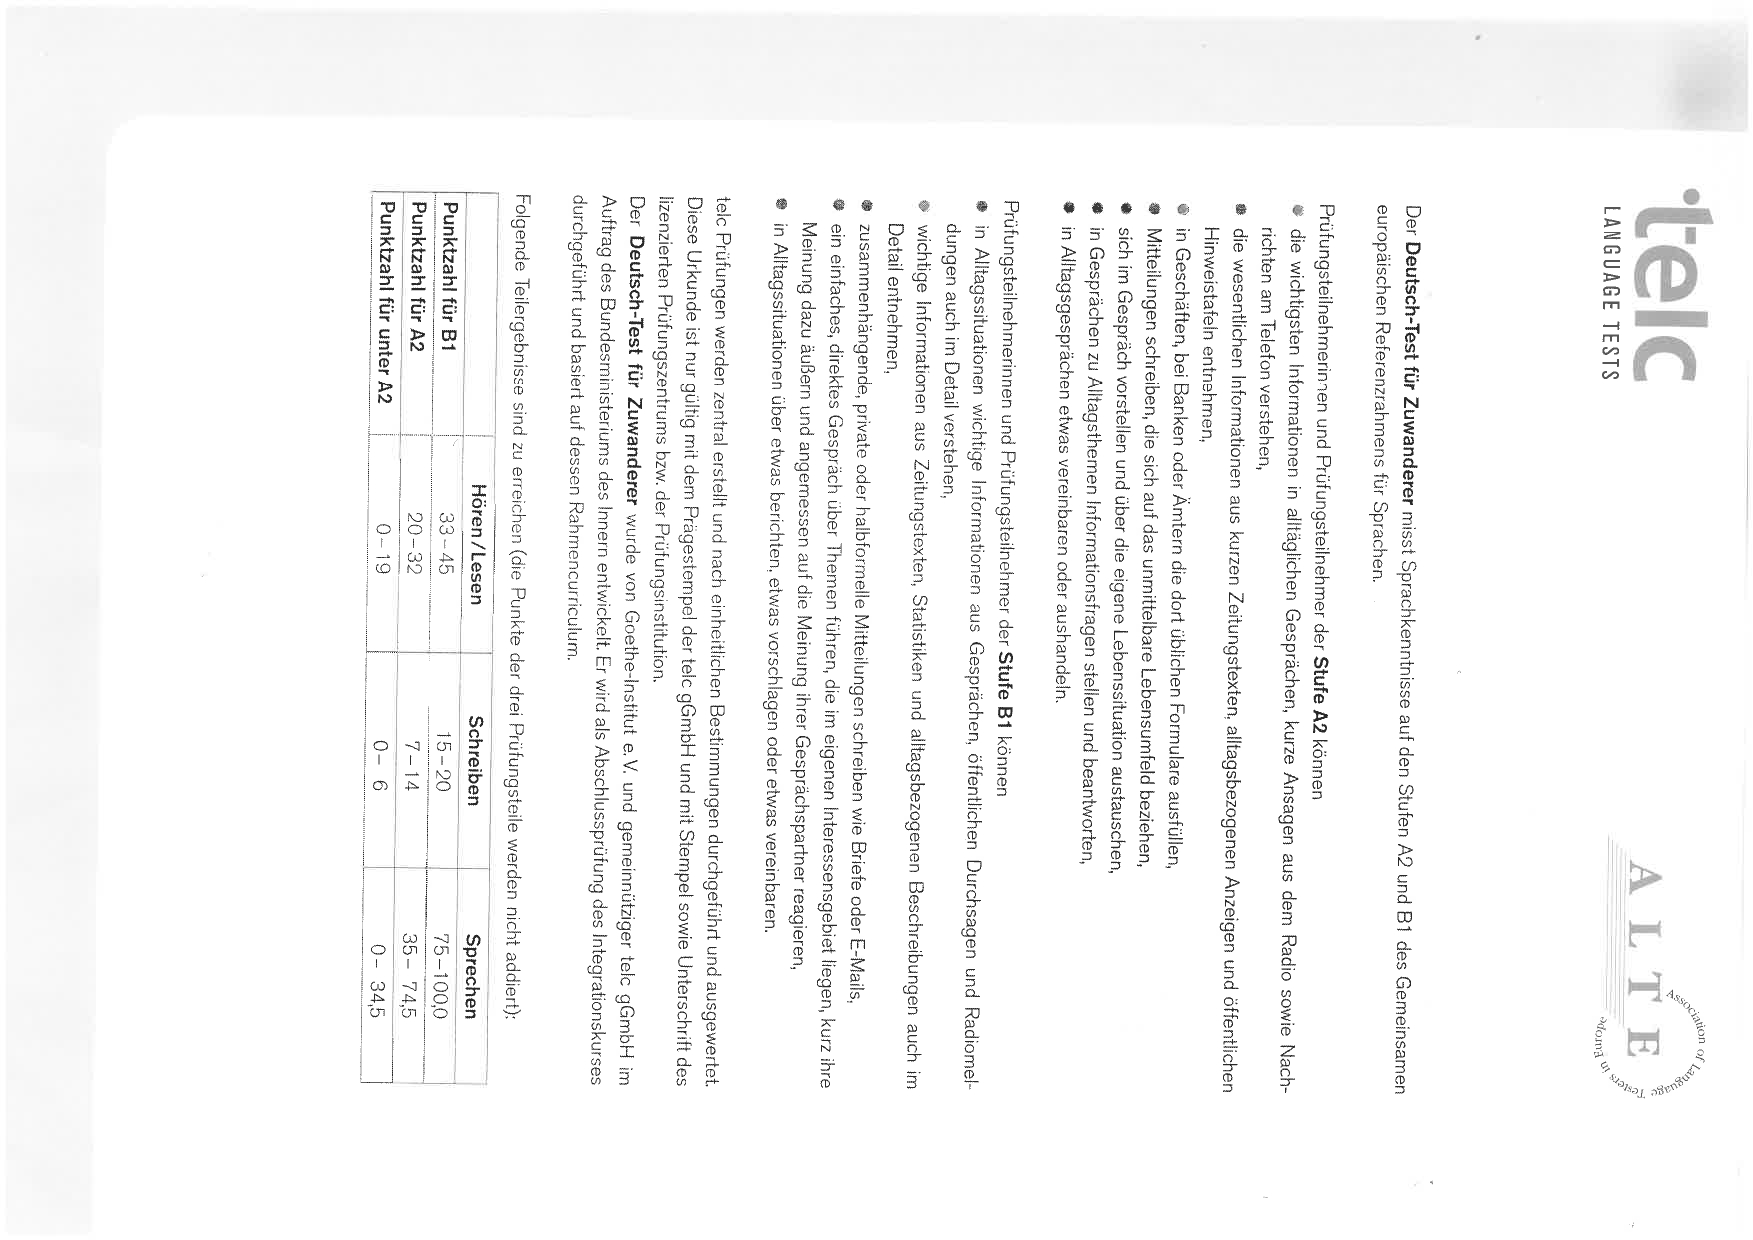 telc
LANGUAGE TESTS
ALTE
Association of Language Testers in Europe
Der Deutsch-Test für Zuwanderer misst Sprachkenntnisse auf den Stufen A2 und B1 des Gemeinsamen
europäischen Referenzrahmens für Sprachen.
Prüfungsteilnehmerinnen und Prüfungsteilnehmer der Stufe A2 können
• die wichtigsten Informationen in alltäglichen Gesprächen, kurze Ansagen aus dem Radio sowie Nach-
richten am Telefon verstehen,
• die wesentlichen Informationen aus kurzen Zeitungstexten, alltagsbezogenen Anzeigen und öffentlichen
Hinweistafeln entnehmen,
• in Geschäften, bei Banken oder Ämtern die dort üblichen Formulare ausfüllen,
• Mitteilungen schreiben, die sich auf das unmittelbare Lebensumfeld beziehen,
• sich im Gespräch vorstellen und über die eigene Lebenssituation austauschen,
• in Gesprächen zu Alltagsthemen Informationsfragen stellen und beantworten,
• in Alltagsgesprächen etwas vereinbaren oder aushandeln.
Prüfungsteilnehmerinnen und Prüfungsteilnehmer der Stufe B1 können
• in Alltagssituationen wichtige Informationen aus Gesprächen, öffentlichen Durchsagen und Radiomel-
dungen auch im Detail verstehen,
• wichtige Informationen aus Zeitungstexten, Statistiken und alltagsbezogenen Beschreibungen auch im
Detail entnehmen,
• zusammenhängende, private oder halbformelle Mitteilungen schreiben wie Briefe oder E-Mails,
• ein einfaches, direktes Gespräch über Themen führen, die im eigenen Interessensgebiet liegen, kurz ihre
Meinung dazu äußern und angemessen auf die Meinung ihrer Gesprächspartner reagieren,
• in Alltagssituationen über etwas berichten, etwas vorschlagen oder etwas vereinbaren.
telc Prüfungen werden zentral erstellt und nach einheitlichen Bestimmungen durchgeführt und ausgewertet.
Diese Urkunde ist nur gültig mit dem Prägestempel der telc gGmbH und mit Stempel sowie Unterschrift des
lizenzierten Prüfungszentrums bzw. der Prüfungsinstitution.
Der Deutsch-Test für Zuwanderer wurde von Goethe-Institut e.V. und gemeinnütziger telc gGmbH im
Auftrag des Bundesministeriums des Innern entwickelt. Er wird als Abschlussprüfung des Integrationskurses
durchgeführt und basiert auf dessen Rahmencurriculum.
Folgende Teilergebnisse sind zu erreichen (die Punkte der drei Prüfungsteile werden nicht addiert):
Hören/Lesen Schreiben Sprechen
Punktzahl für B1 33–45 15–20 75–100,0
Punktzahl für A2 20–32 7–14 35– 74,5
Punktzahl für unter A2 0–19 0– 6 0– 34,5